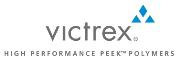 victrex®
HIGH PERFORMANCE PEEK™ POLYMERS